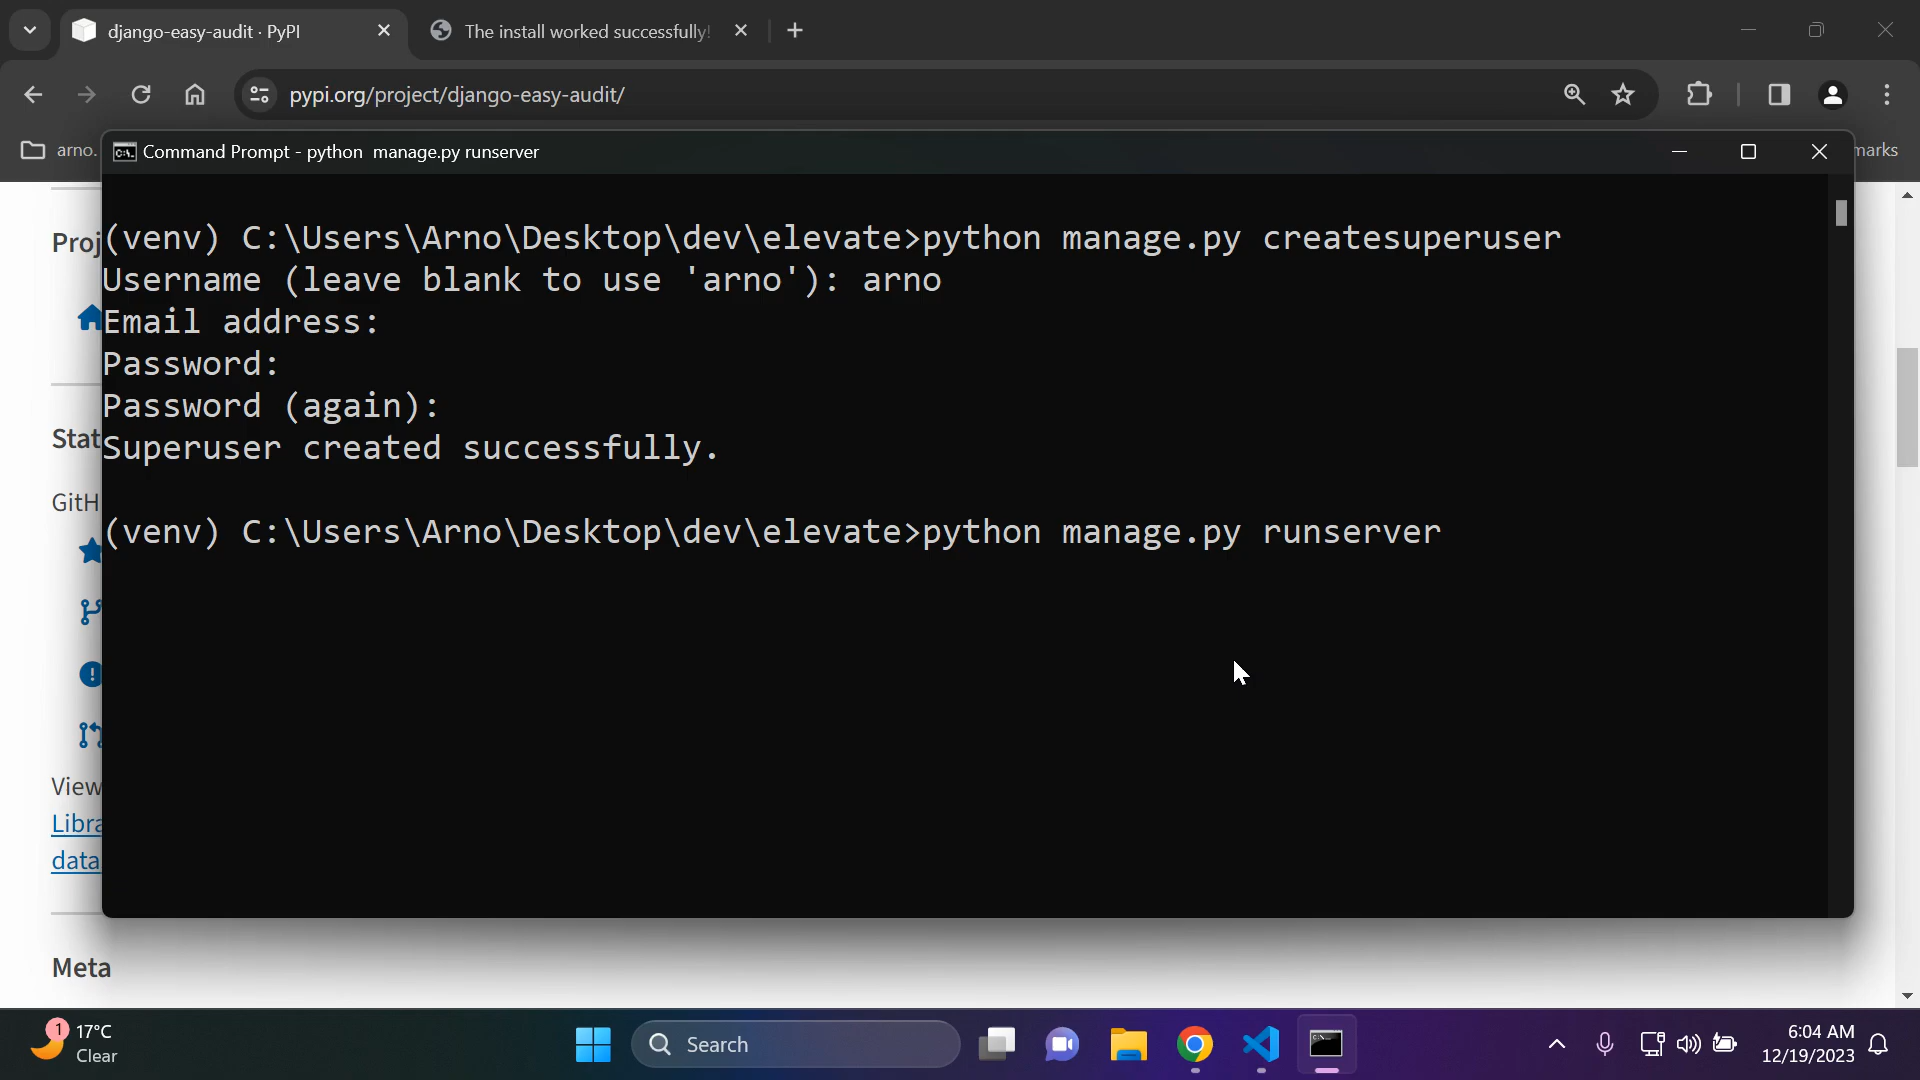 django-easy-audit · PyPI
The install worked successfully!
pypi.org/project/django-easy-audit/
arno.
marks
Command Prompt - python  manage.py runserver
Proj
(venv) C:\Users\Arno\Desktop\dev\elevate>python manage.py createsuperuser
Username (leave blank to use 'arno'): arno
Email address:
Password:
Password (again):
Stat
Superuser created successfully.
GitH
(venv) C:\Users\Arno\Desktop\dev\elevate>python manage.py runserver
View
Libra
data
Meta
1
17°C
Clear
Search
6:04 AM
12/19/2023